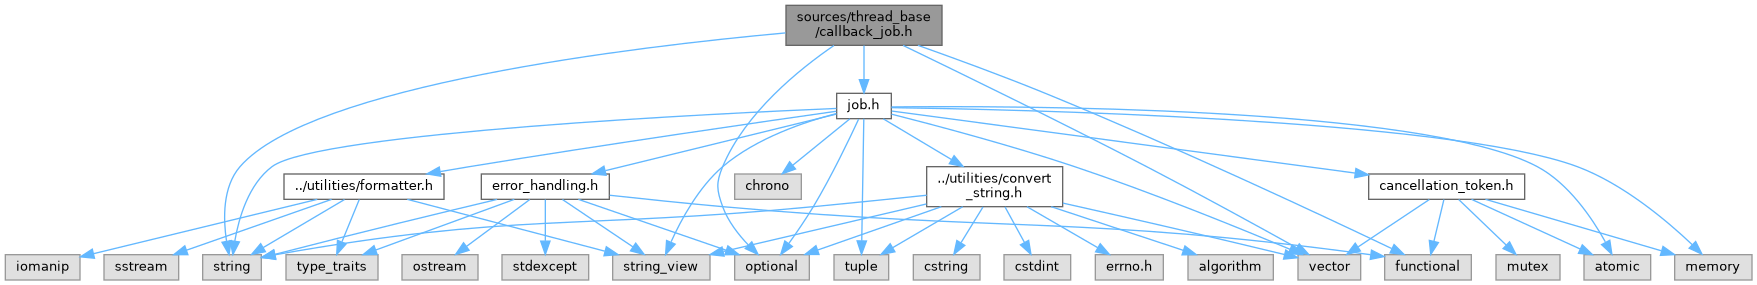 sources/thread_base
/callback_job.h
job.h
../utilities/formatter.h
error_handling.h
chrono
../utilities/convert
_string.h
cancellation_token.h
iomanip
sstream
string
type_traits
ostream
stdexcept
string_view
optional
tuple
cstring
cstdint
errno.h
algorithm
vector
functional
mutex
atomic
memory